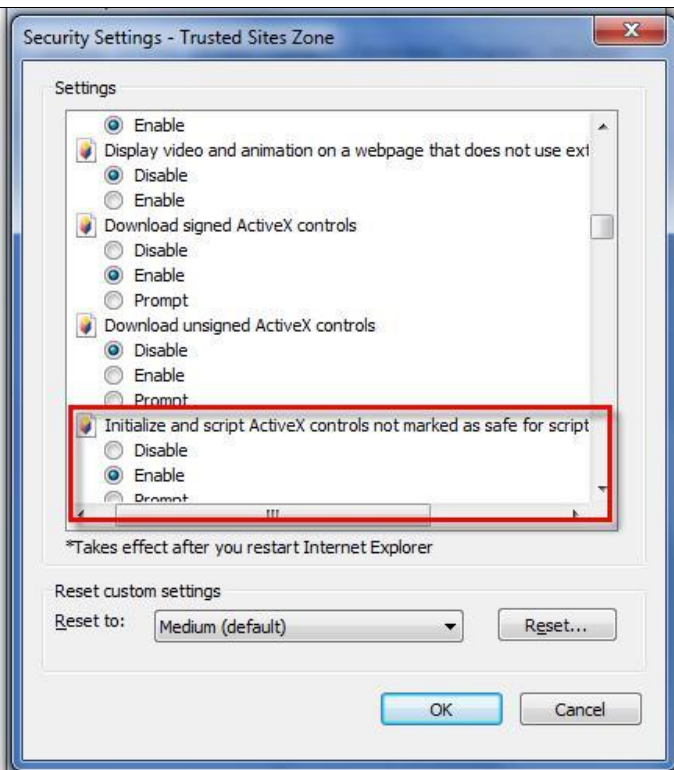 Security Settings - Trusted Sites Zone
Settings
Enable
Display video and animation on a webpage that does not use ext
Disable
Enable
Download signed ActiveX controls
Disable
Enable
Prompt
Download unsigned ActiveX controls
Disable
Enable
Prompt
Initialize and script ActiveX controls not marked as safe for script
Disable
Enable
Prompt
*Takes effect after you restart Internet Explorer
Reset custom settings
Reset to: Medium (default) Reset...
OK Cancel